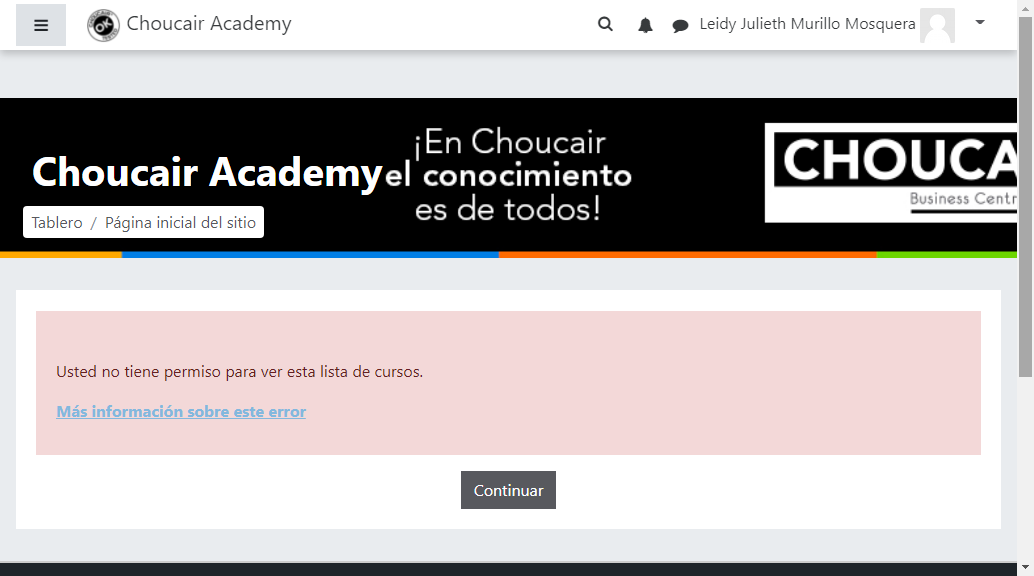 Choucair Academy
Leidy Julieth Murillo Mosquera
Choucair Academy
¡En Choucair
el conocimiento
es de todos!
CHOUCA
Business Centr
Tablero / Página inicial del sitio
Usted no tiene permiso para ver esta lista de cursos.
Más información sobre este error
Continuar